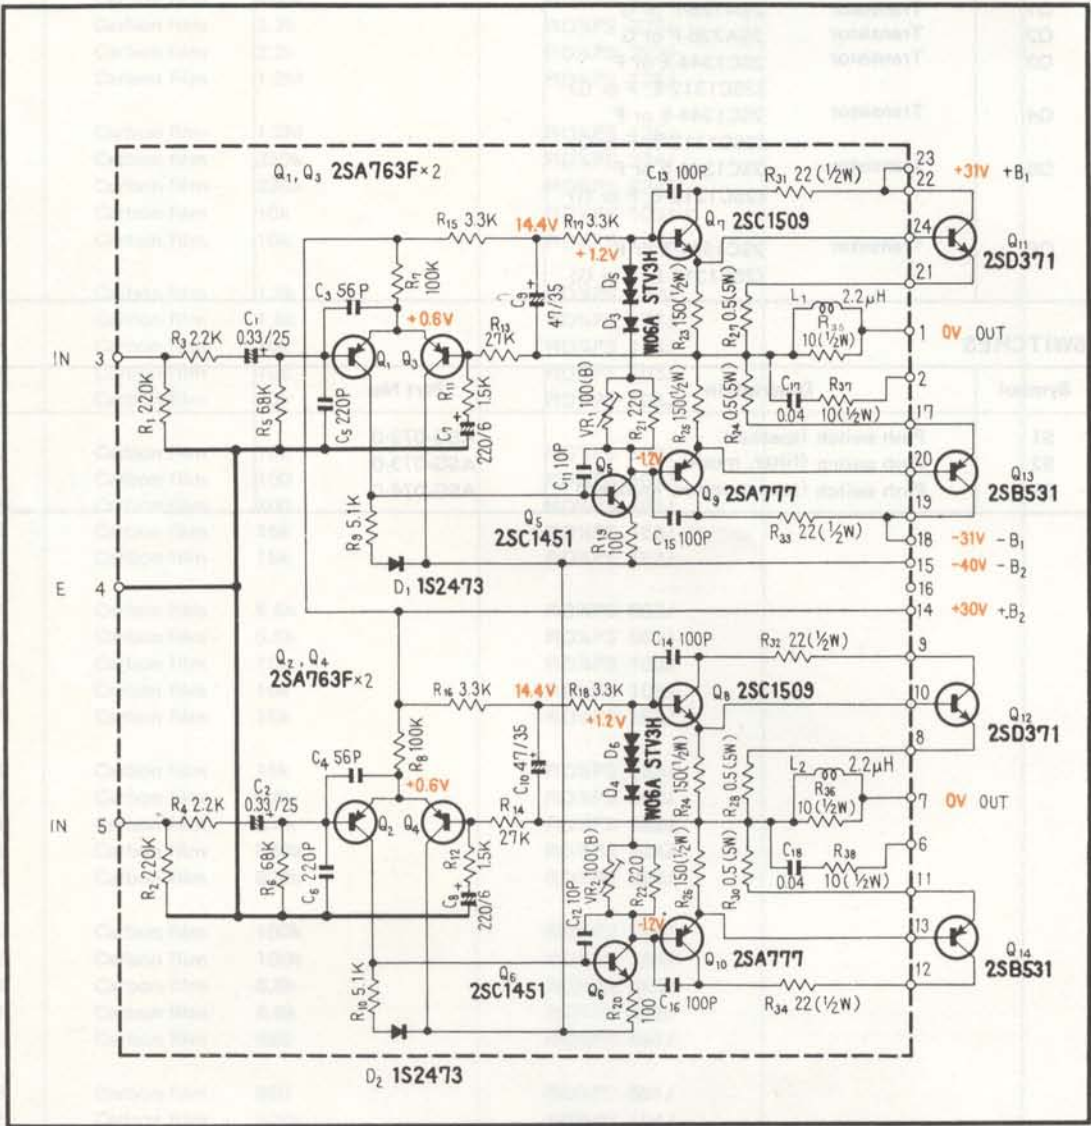 Q₁, Q₃ 2SA763F×2
C₁₃ 100P
R₃₁ 22 (½W)
23
22
+31V +B₁
R₁₅ 3.3K
14.4V
R₁₇ 3.3K
+1.2V
Q₇
2SC1509
24
Q₁₁
2SD371
R₇ 100K
C₉ 47/35
D₅
D₃
W06A STV3H
R₂₃ 150(½W)
R₂₇ 0.5(5W)
21
L₁
2.2μH
C₃ 56P
+0.6V
R₁₃
27K
R₃₅
10(½W)
1
0V OUT
IN 3
R₃ 2.2K
C₁
0.33/25
Q₁
Q₃
R₁ 220K
R₅ 68K
C₅ 220P
R₁₁
1.5K
C₇
220/6
VR₁ 100(B)
R₂₁ 220
R₂₅ 150(½W)
C₁₇
0.04
R₃₇
10(½W)
2
17
C₁₁ 10P
Q₅
-1.2V
Q₉
2SA777
20
Q₁₃
2SB531
R₉ 5.1K
Q₅
2SC1451
R₁₉
100
C₁₅ 100P
R₃₃ 22(½W)
19
18
-31V -B₁
D₁ 1S2473
15
-40V -B₂
E 4
16
14
+30V +B₂
Q₂, Q₄
2SA763F×2
C₁₄ 100P
R₃₂ 22(½W)
9
R₁₆ 3.3K
14.4V
R₁₈ 3.3K
+1.2V
Q₈ 2SC1509
10
Q₁₂
2SD371
R₈ 100K
C₁₀ 47/35
D₆
D₄
W06A STV3H
R₂₄ 150(½W)
R₂₈ 0.5(5W)
8
L₂
2.2μH
C₄ 56P
+0.6V
R₁₄
27K
R₃₆
10(½W)
7
0V OUT
IN 5
R₄ 2.2K
C₂
0.33/25
Q₂
Q₄
R₂ 220K
R₆ 68K
C₆ 220P
R₁₂
1.5K
C₈
220/6
VR₂ 100(B)
R₂₂ 220
R₂₆ 150(½W)
R₃₀ 0.5(5W)
C₁₈
0.04
R₃₈
10(½W)
6
11
C₁₂ 10P
-1.2V
13
Q₁₄
2SB531
R₁₀ 5.1K
Q₆
2SC1451
Q₆
R₂₀
100
Q₁₀ 2SA777
C₁₆ 100P
R₃₄ 22(½W)
12
D₂ 1S2473